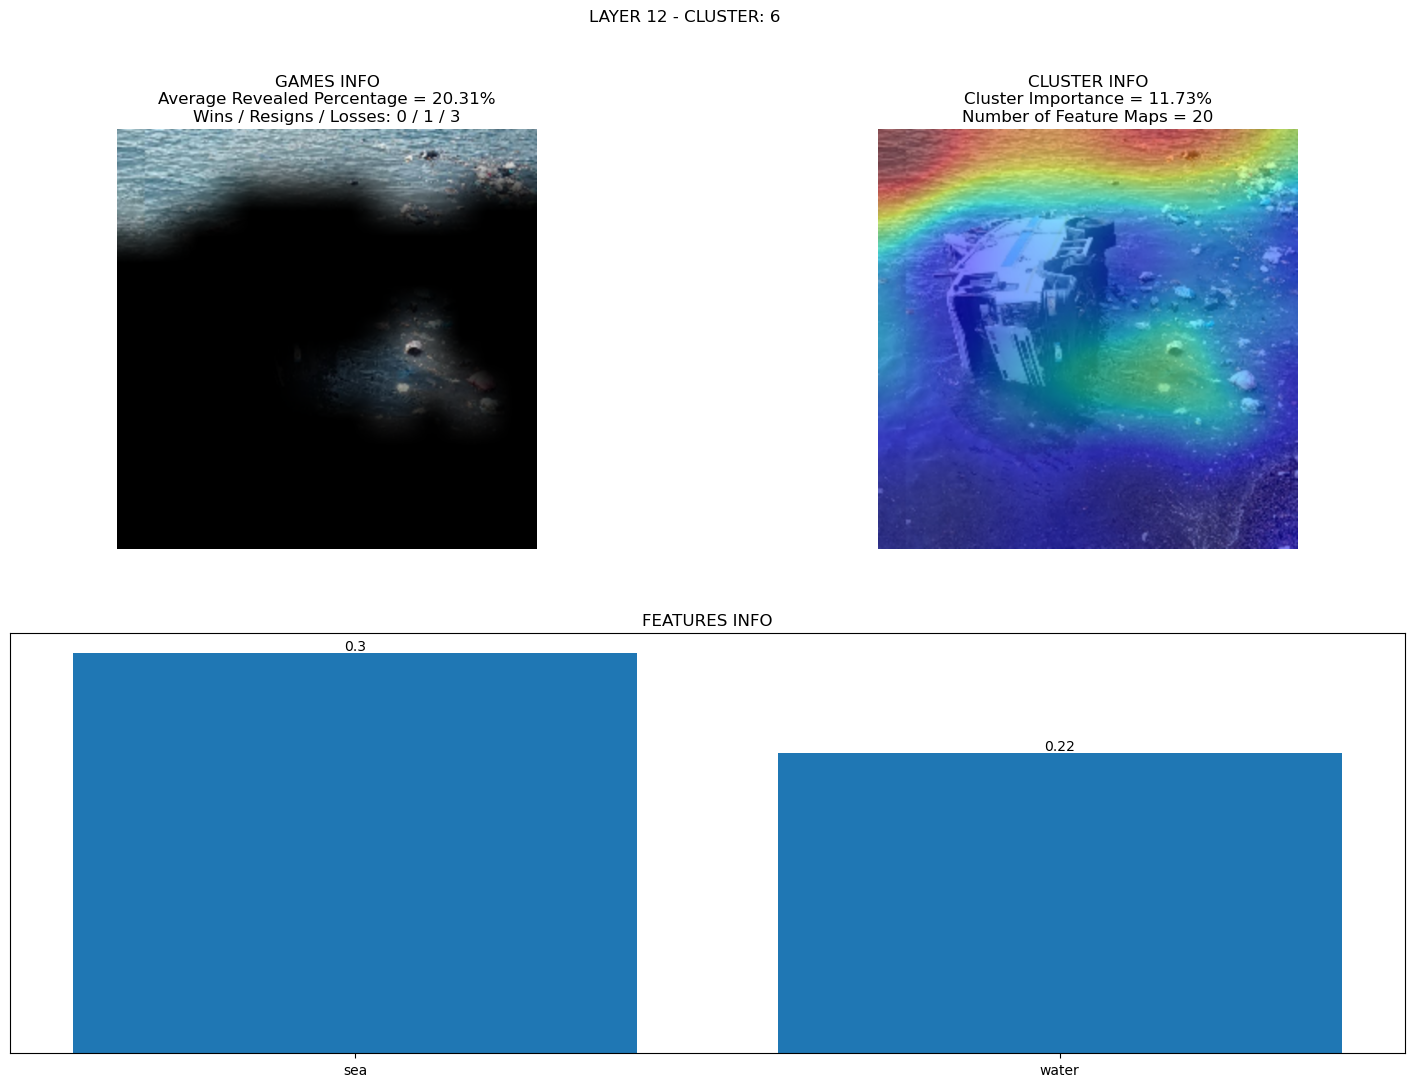 LAYER 12 - CLUSTER: 6
GAMES INFO
Average Revealed Percentage = 20.31%
Wins / Resigns / Losses: 0 / 1 / 3
CLUSTER INFO
Cluster Importance = 11.73%
Number of Feature Maps = 20
FEATURES INFO
0.3
0.22
sea
water